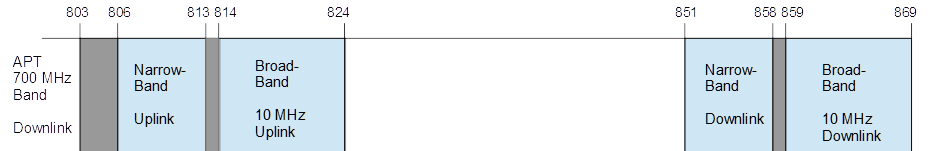 803 806 813 814 824 851 858 859 869
APT
700 MHz
Band
Downlink
Narrow-
Band
Uplink
Broad-
Band
10 MHz
Uplink
Narrow-
Band
Downlink
Broad-
Band
10 MHz
Downlink